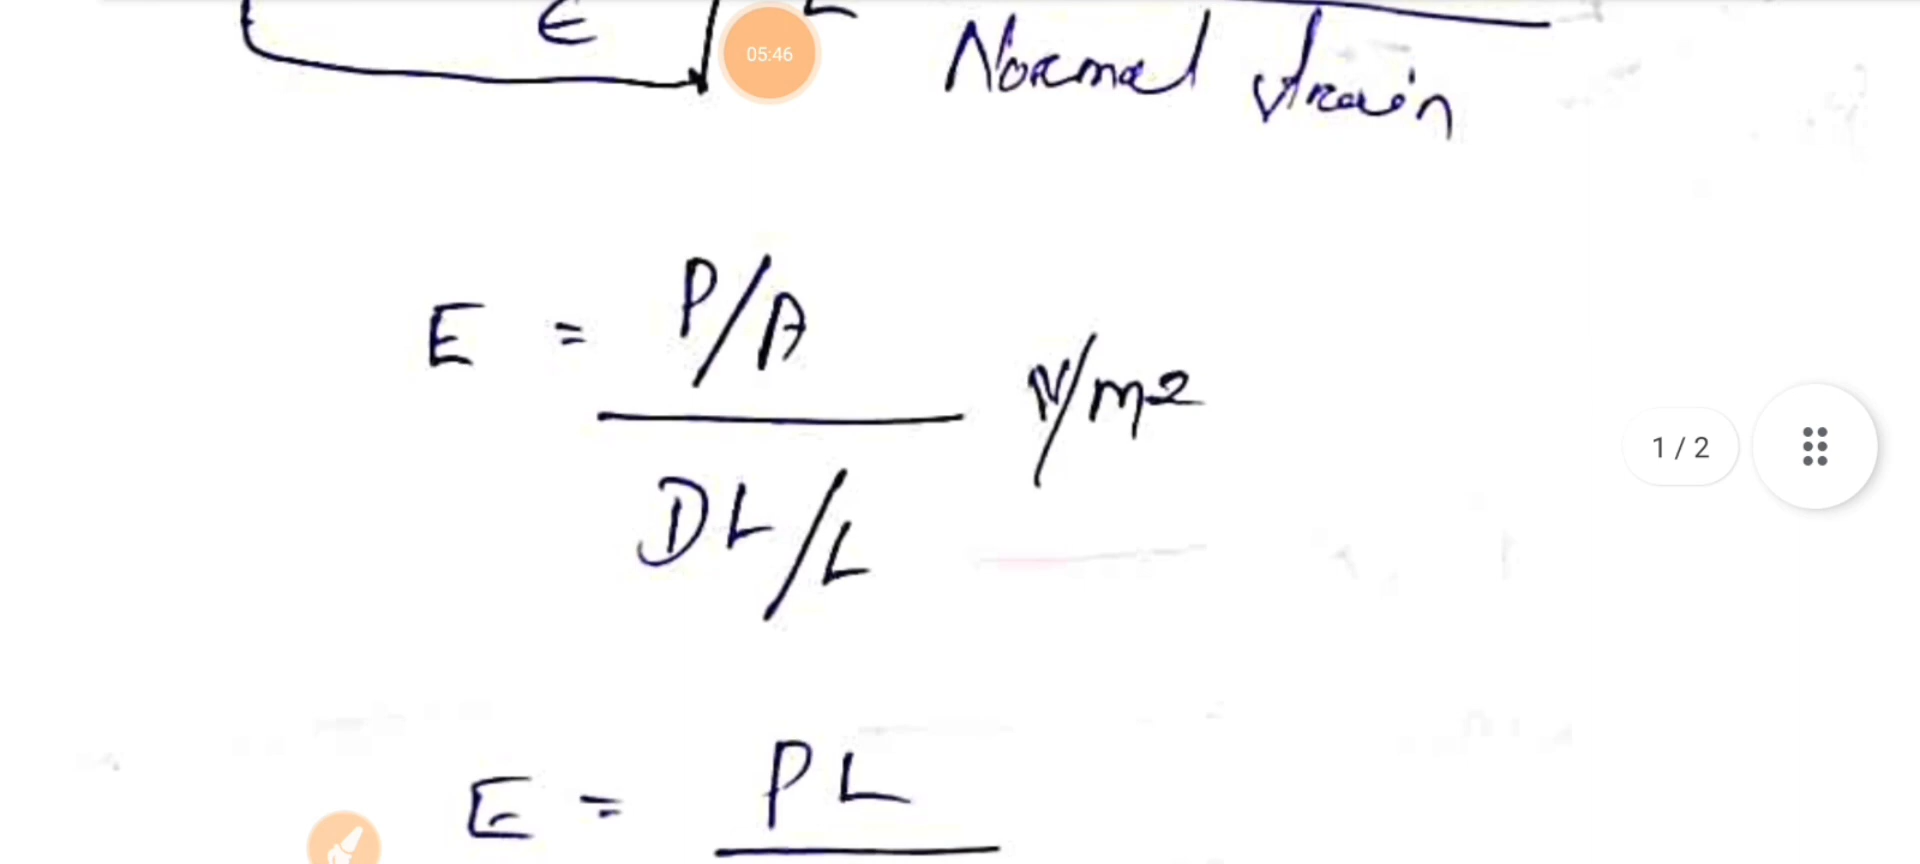 E
05:46
Normal strain
E = P/A
N/m2
DL/L
1 / 2
E = PL